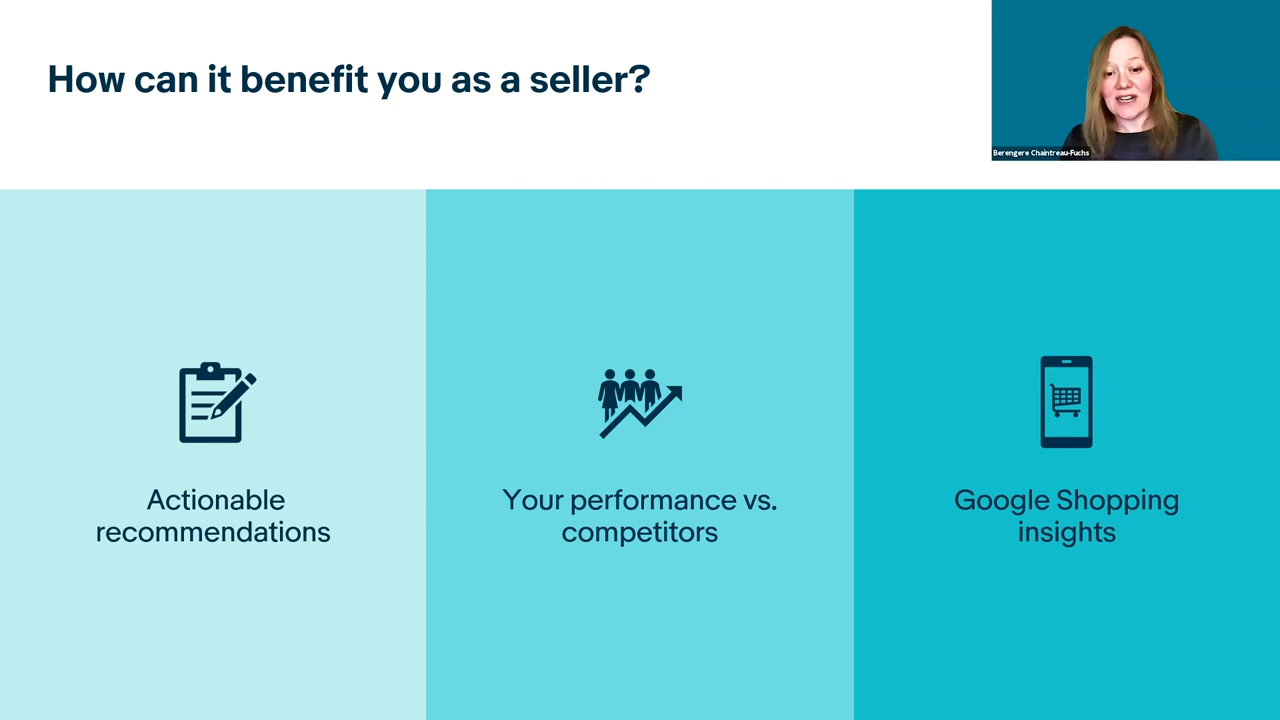 How can it benefit you as a seller?
Berengere Chaintreau-Fuchs
Actionable
recommendations
Your performance vs.
competitors
Google Shopping
insights